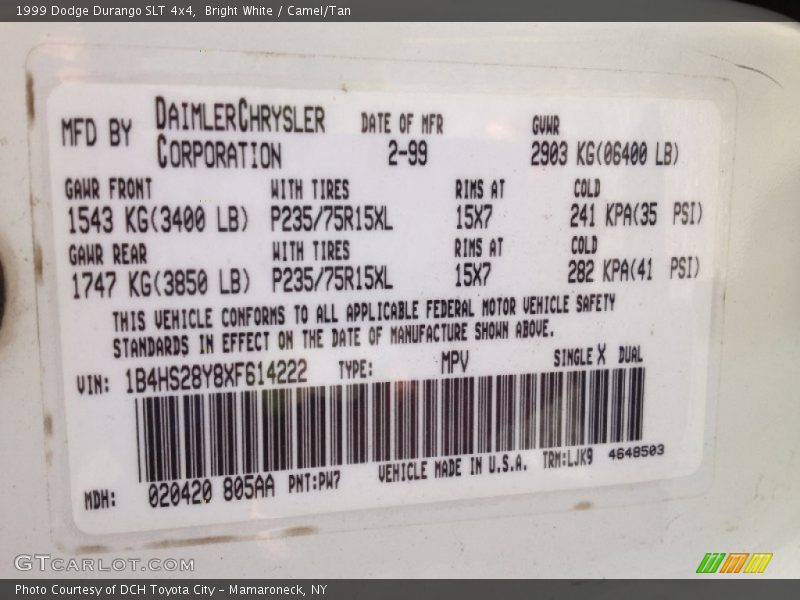 1999 Dodge Durango SLT 4x4,  Bright White / Camel/Tan
MFD BY DAIMLERCHRYSLER CORPORATION DATE OF MFR 2-99 GVWR 2903 KG(06400 LB)
GAWR FRONT WITH TIRES RIMS AT COLD
1543 KG(3400 LB) P235/75R15XL 15X7 241 KPA(35 PSI)
GAWR REAR WITH TIRES RIMS AT COLD
1747 KG(3850 LB) P235/75R15XL 15X7 282 KPA(41 PSI)
THIS VEHICLE CONFORMS TO ALL APPLICABLE FEDERAL MOTOR VEHICLE SAFETY
STANDARDS IN EFFECT ON THE DATE OF MANUFACTURE SHOWN ABOVE.
VIN: 1B4HS28Y8XF614222 TYPE: MPV SINGLE X DUAL
MDH: 020420 805AA PNT:PW7 VEHICLE MADE IN U.S.A. TRM:LJK9 4648503
GTcarlot.com
Photo Courtesy of DCH Toyota City – Mamaroneck, NY